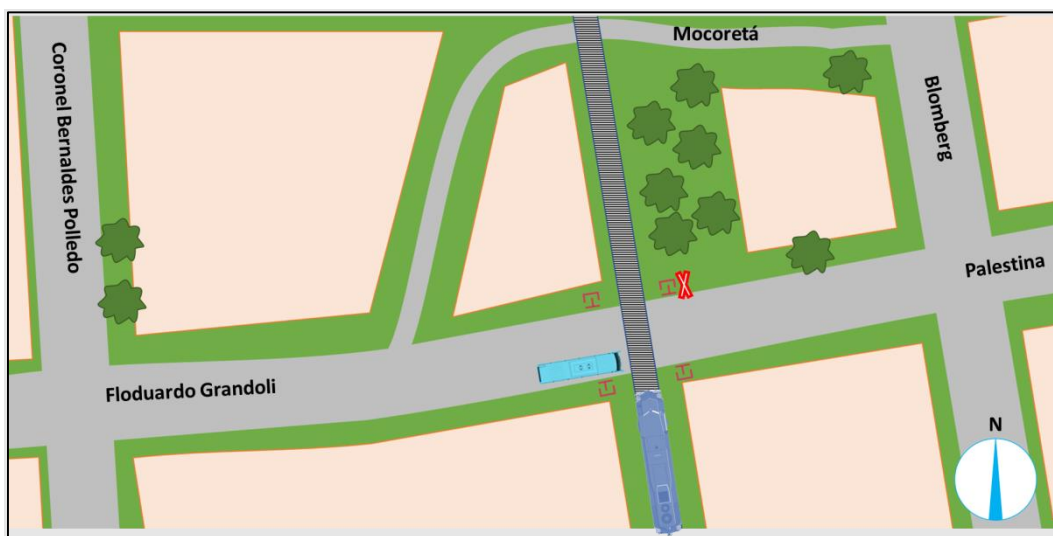 Mocoretá
Coronel Bernaldes Polledo
Blomberg
Palestina
Floduardo Grandoli
N